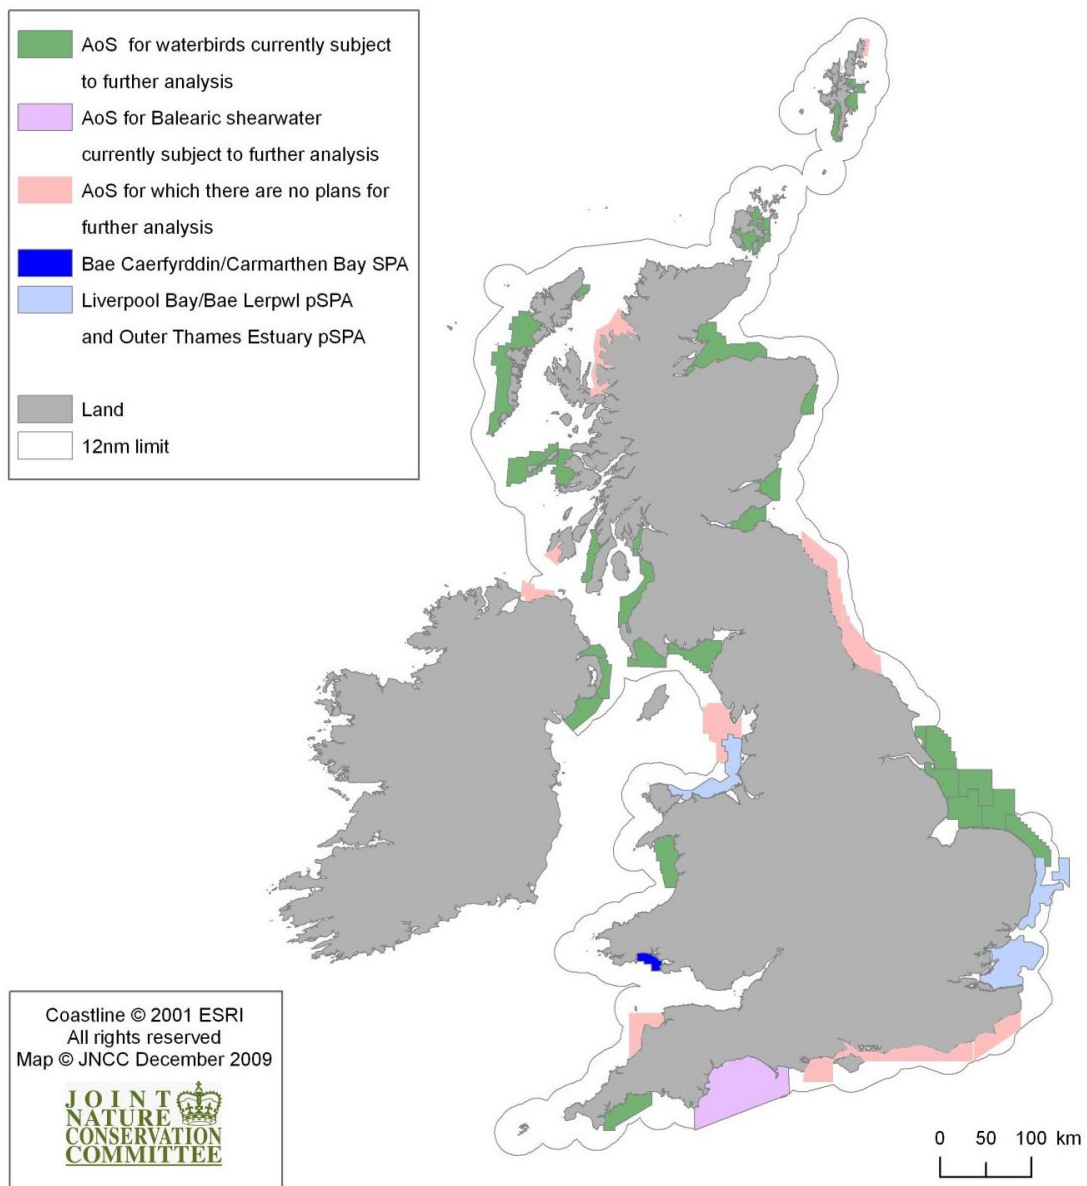 AoS for waterbirds currently subject
to further analysis
AoS for Balearic shearwater
currently subject to further analysis
AoS for which there are no plans for
further analysis
Bae Caerfyrddin/Carmarthen Bay SPA
Liverpool Bay/Bae Lerpwl pSPA
and Outer Thames Estuary pSPA
Land
12nm limit
Coastline © 2001 ESRI
All rights reserved
Map © JNCC December 2009
JOINT
NATURE
CONSERVATION
COMMITTEE
0 50 100 km